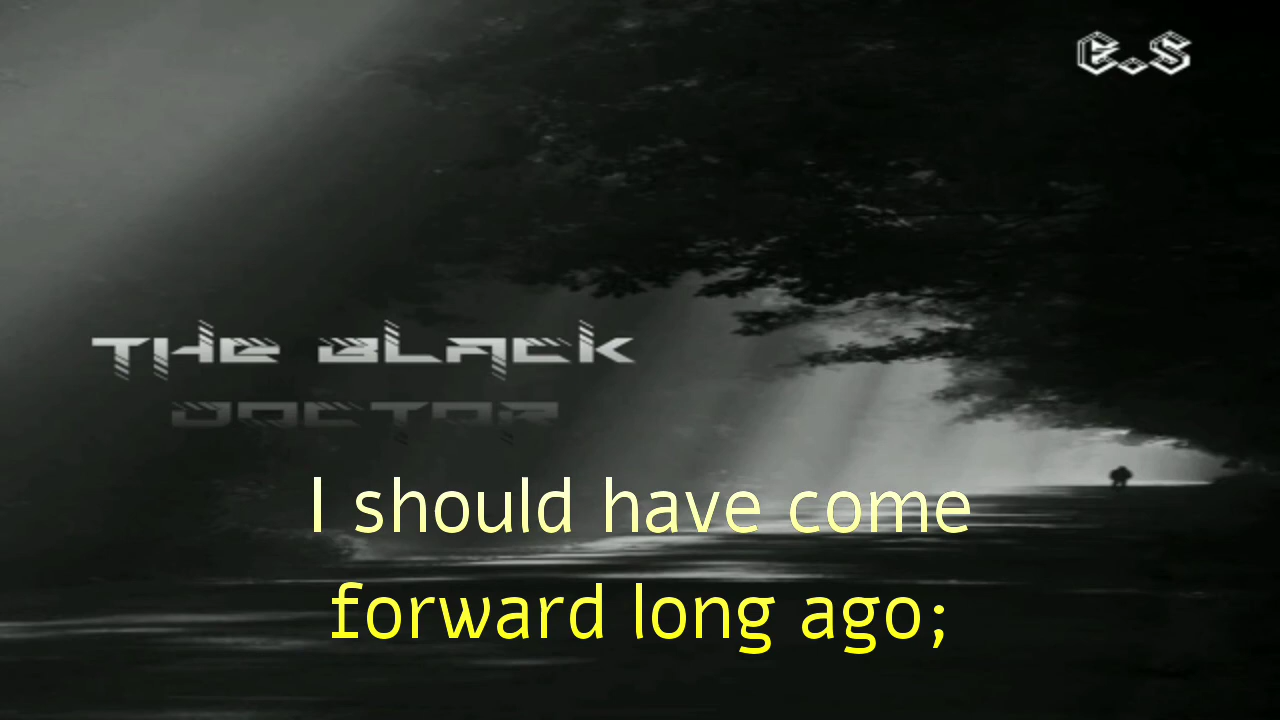 E.S
THE BLACK
DOCTOR
I should have come
forward long ago;